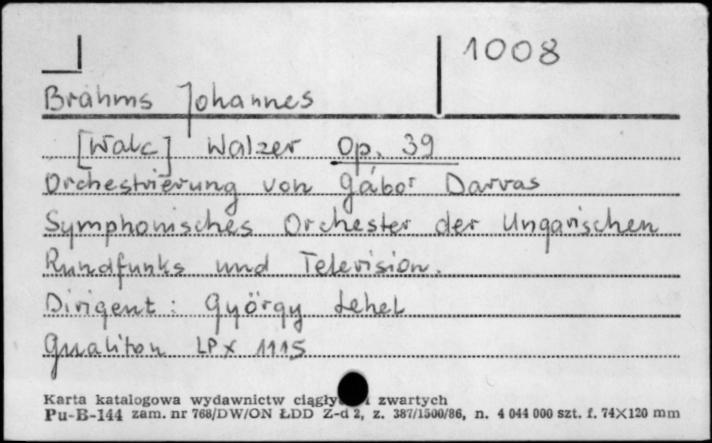 1008
Brahms Johannes
[Walc] Walzer Op. 39
Orchestrierung von Gábor Darvas
Symphonisches Orchester der Ungarischen
Rundfunks und Television.
Dirigent: György Lehel
Qualiton LPX 1115
Karta katalogowa wydawnictw i zwartych
Pu-B-144 zam. nr 768/DW/ON ŁDD Z-d 2, z. 387/1500/86, n. 4 044 000 szt. f. 74×120 mm